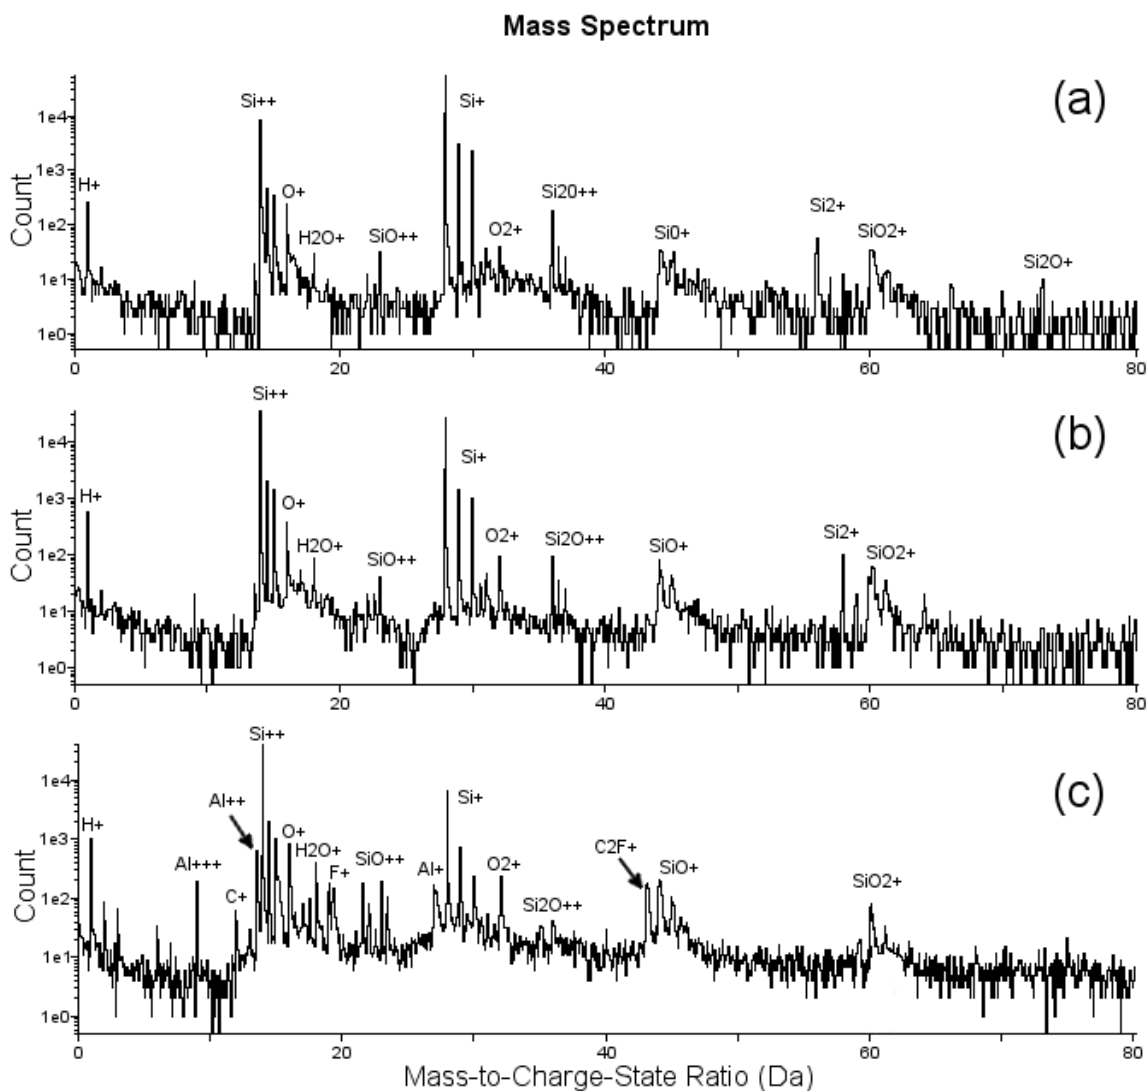 Mass Spectrum
(a)
Count
1e4
1e3
1e2
1e1
1e0
H+
Si++
O+
H2O+
SiO++
Si+
O2+
Si20++
Si0+
Si2+
SiO2+
Si2O+
0 20 40 60 80
(b)
Count
1e4
1e3
1e2
1e1
1e0
H+
Si++
O+
H2O+
SiO++
Si+
O2+
Si2O++
SiO+
Si2+
SiO2+
0 20 40 60 80
(c)
Count
1e4
1e3
1e2
1e1
1e0
H+
Al+++
Al++
C+
Si++
O+
H2O+
F+
SiO++
Al+
Si+
O2+
Si2O++
C2F+
SiO+
SiO2+
0 20 40 60 80
Mass-to-Charge-State Ratio (Da)